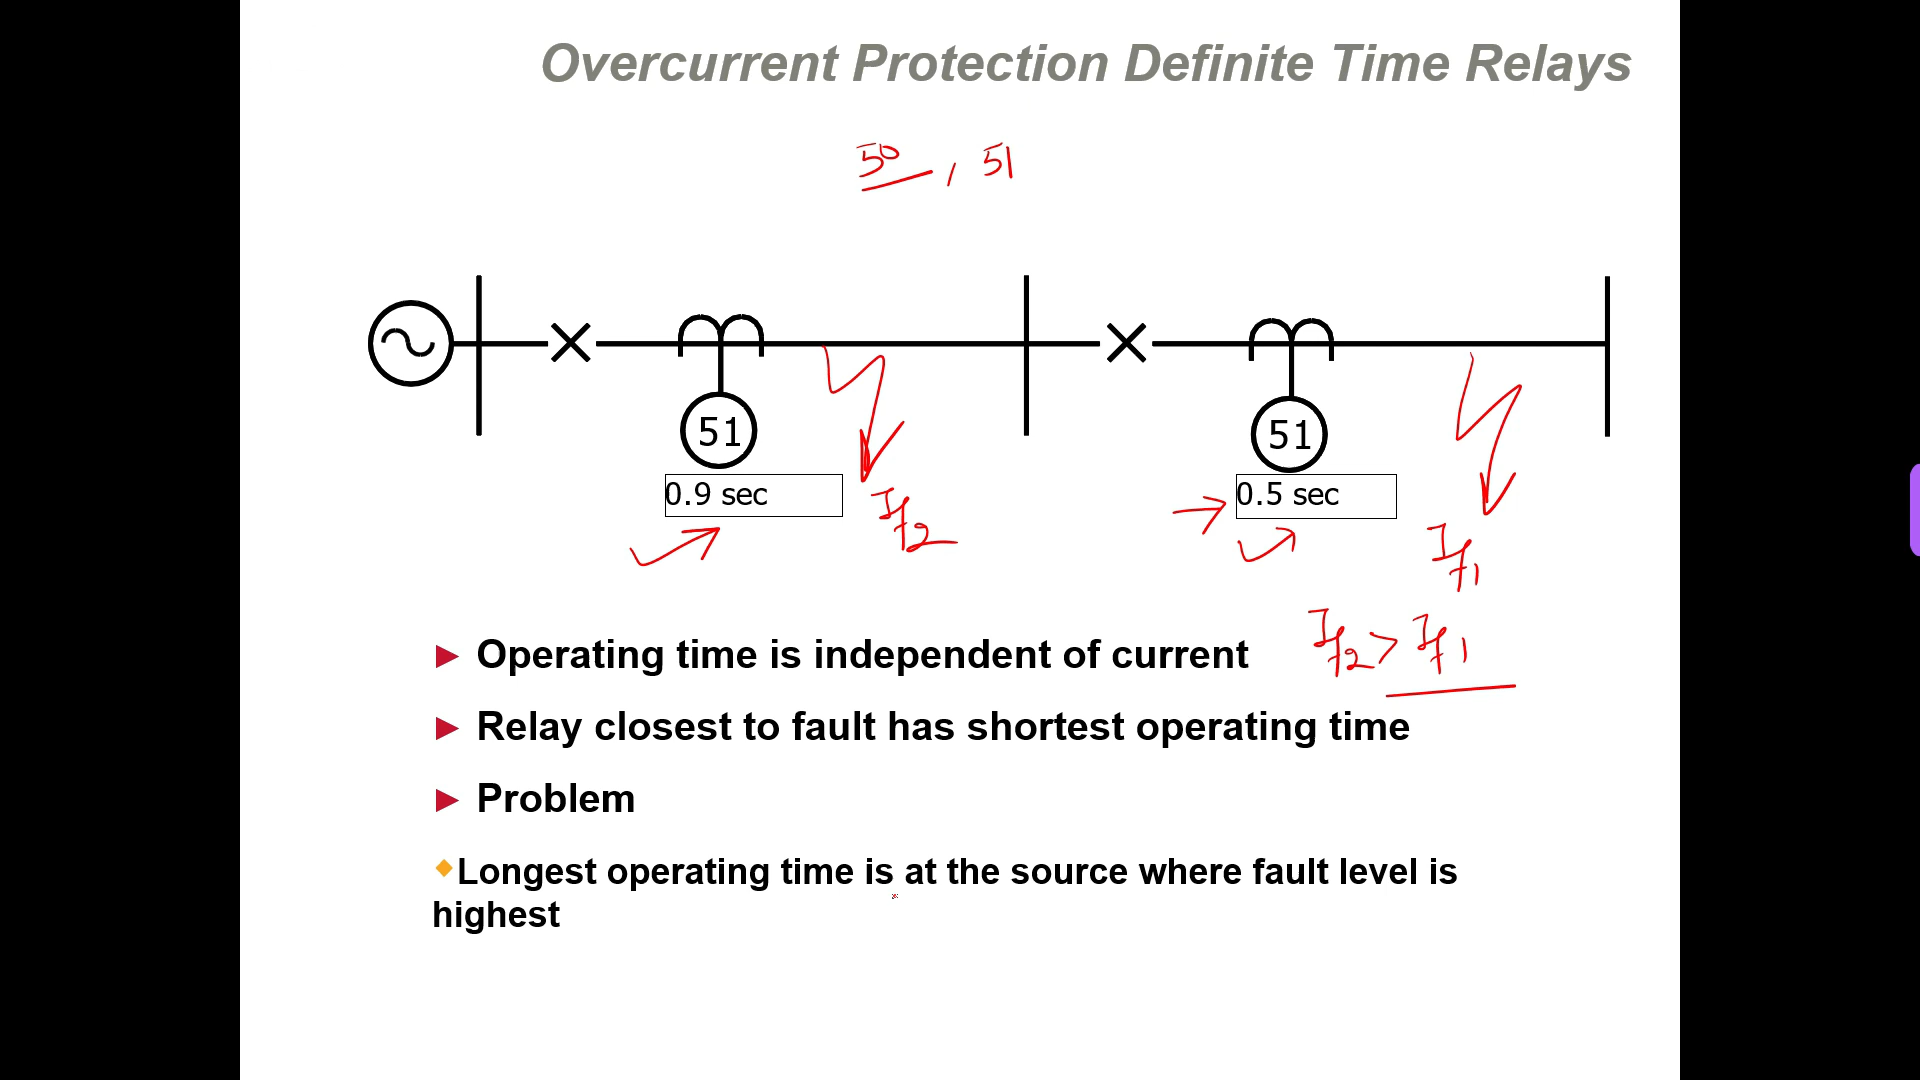 Overcurrent Protection Definite Time Relays
50, 51
51
51
0.9 sec
0.5 sec
If2
If1
If2 > If1
► Operating time is independent of current
► Relay closest to fault has shortest operating time
► Problem
◆Longest operating time is at the source where fault level is
highest